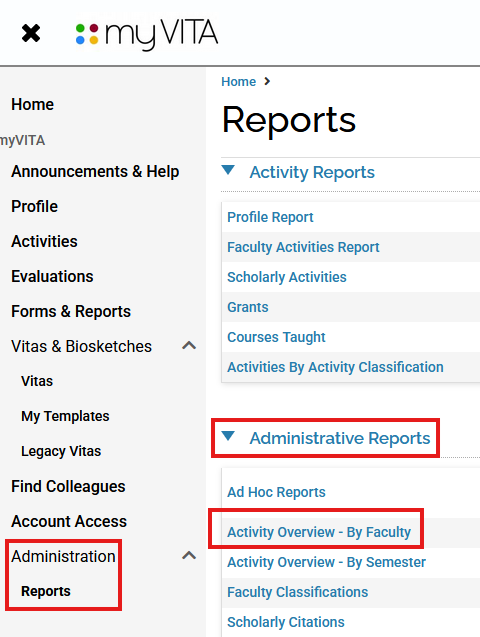 myVITA
Home
myVITA
Announcements & Help
Profile
Activities
Evaluations
Forms & Reports
Vitas & Biosketches
Vitas
My Templates
Legacy Vitas
Find Colleagues
Account Access
Administration
Reports
Home
Reports
Activity Reports
Profile Report
Faculty Activities Report
Scholarly Activities
Grants
Courses Taught
Activities By Activity Classification
Administrative Reports
Ad Hoc Reports
Activity Overview - By Faculty
Activity Overview - By Semester
Faculty Classifications
Scholarly Citations